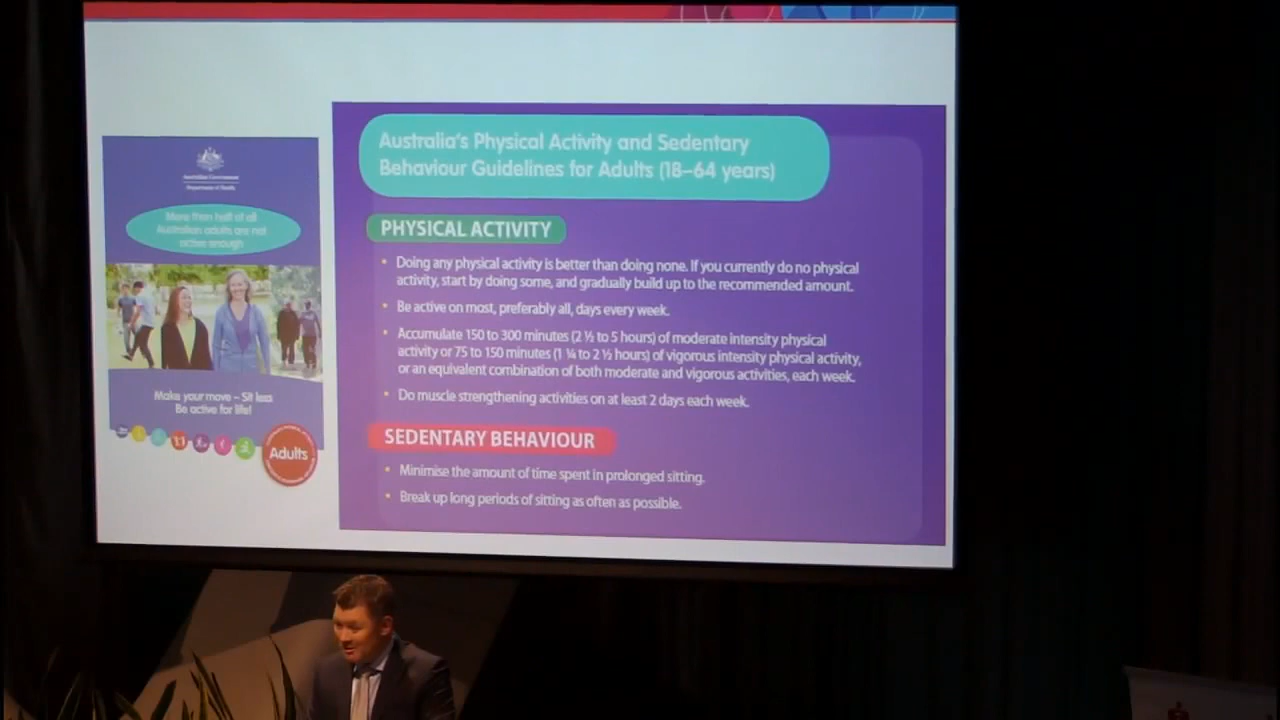 Australian Government
Department of Health
More than half of all
Australian adults are not
active enough
Make your move – Sit less
Be active for life!
Adults
Australia's Physical Activity and Sedentary
Behaviour Guidelines for Adults (18–64 years)
PHYSICAL ACTIVITY
• Doing any physical activity is better than doing none. If you currently do no physical
activity, start by doing some, and gradually build up to the recommended amount.
• Be active on most, preferably all, days every week.
• Accumulate 150 to 300 minutes (2 ½ to 5 hours) of moderate intensity physical
activity or 75 to 150 minutes (1 ¼ to 2 ½ hours) of vigorous intensity physical activity,
or an equivalent combination of both moderate and vigorous activities, each week.
• Do muscle strengthening activities on at least 2 days each week.
SEDENTARY BEHAVIOUR
• Minimise the amount of time spent in prolonged sitting.
• Break up long periods of sitting as often as possible.